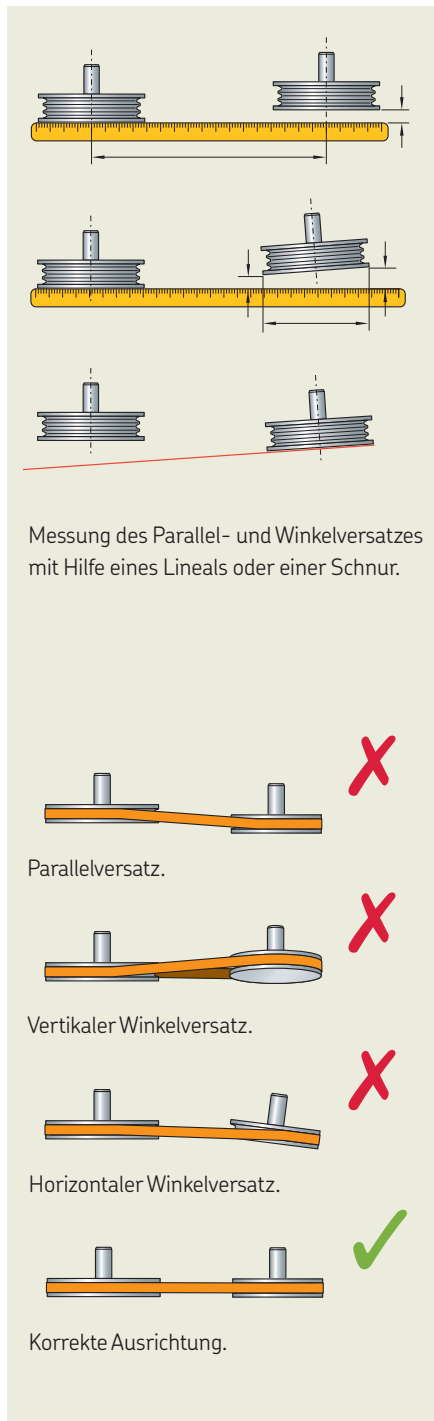 Messung des Parallel- und Winkelversatzes
mit Hilfe eines Lineals oder einer Schnur.
Parallelversatz.
Vertikaler Winkelversatz.
Horizontaler Winkelversatz.
Korrekte Ausrichtung.